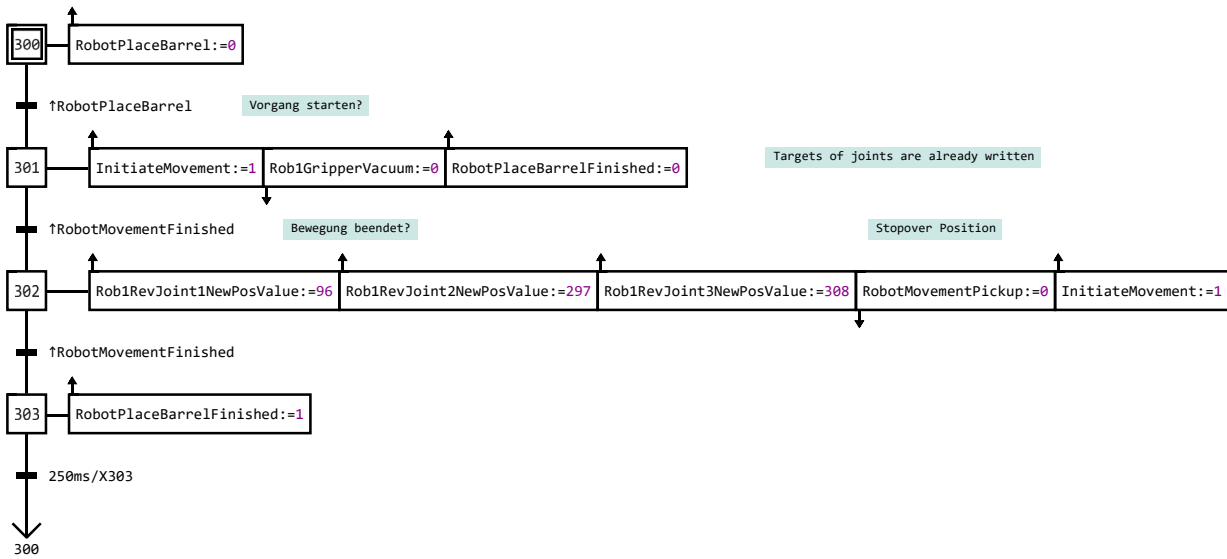 300 RobotPlaceBarrel:=0
↑RobotPlaceBarrel Vorgang starten?
301 InitiateMovement:=1 Rob1GripperVacuum:=0 RobotPlaceBarrelFinished:=0 Targets of joints are already written
↑RobotMovementFinished Bewegung beendet? Stopover Position
302 Rob1RevJoint1NewPosValue:=96 Rob1RevJoint2NewPosValue:=297 Rob1RevJoint3NewPosValue:=308 RobotMovementPickup:=0 InitiateMovement:=1
↑RobotMovementFinished
303 RobotPlaceBarrelFinished:=1
250ms/X303
300